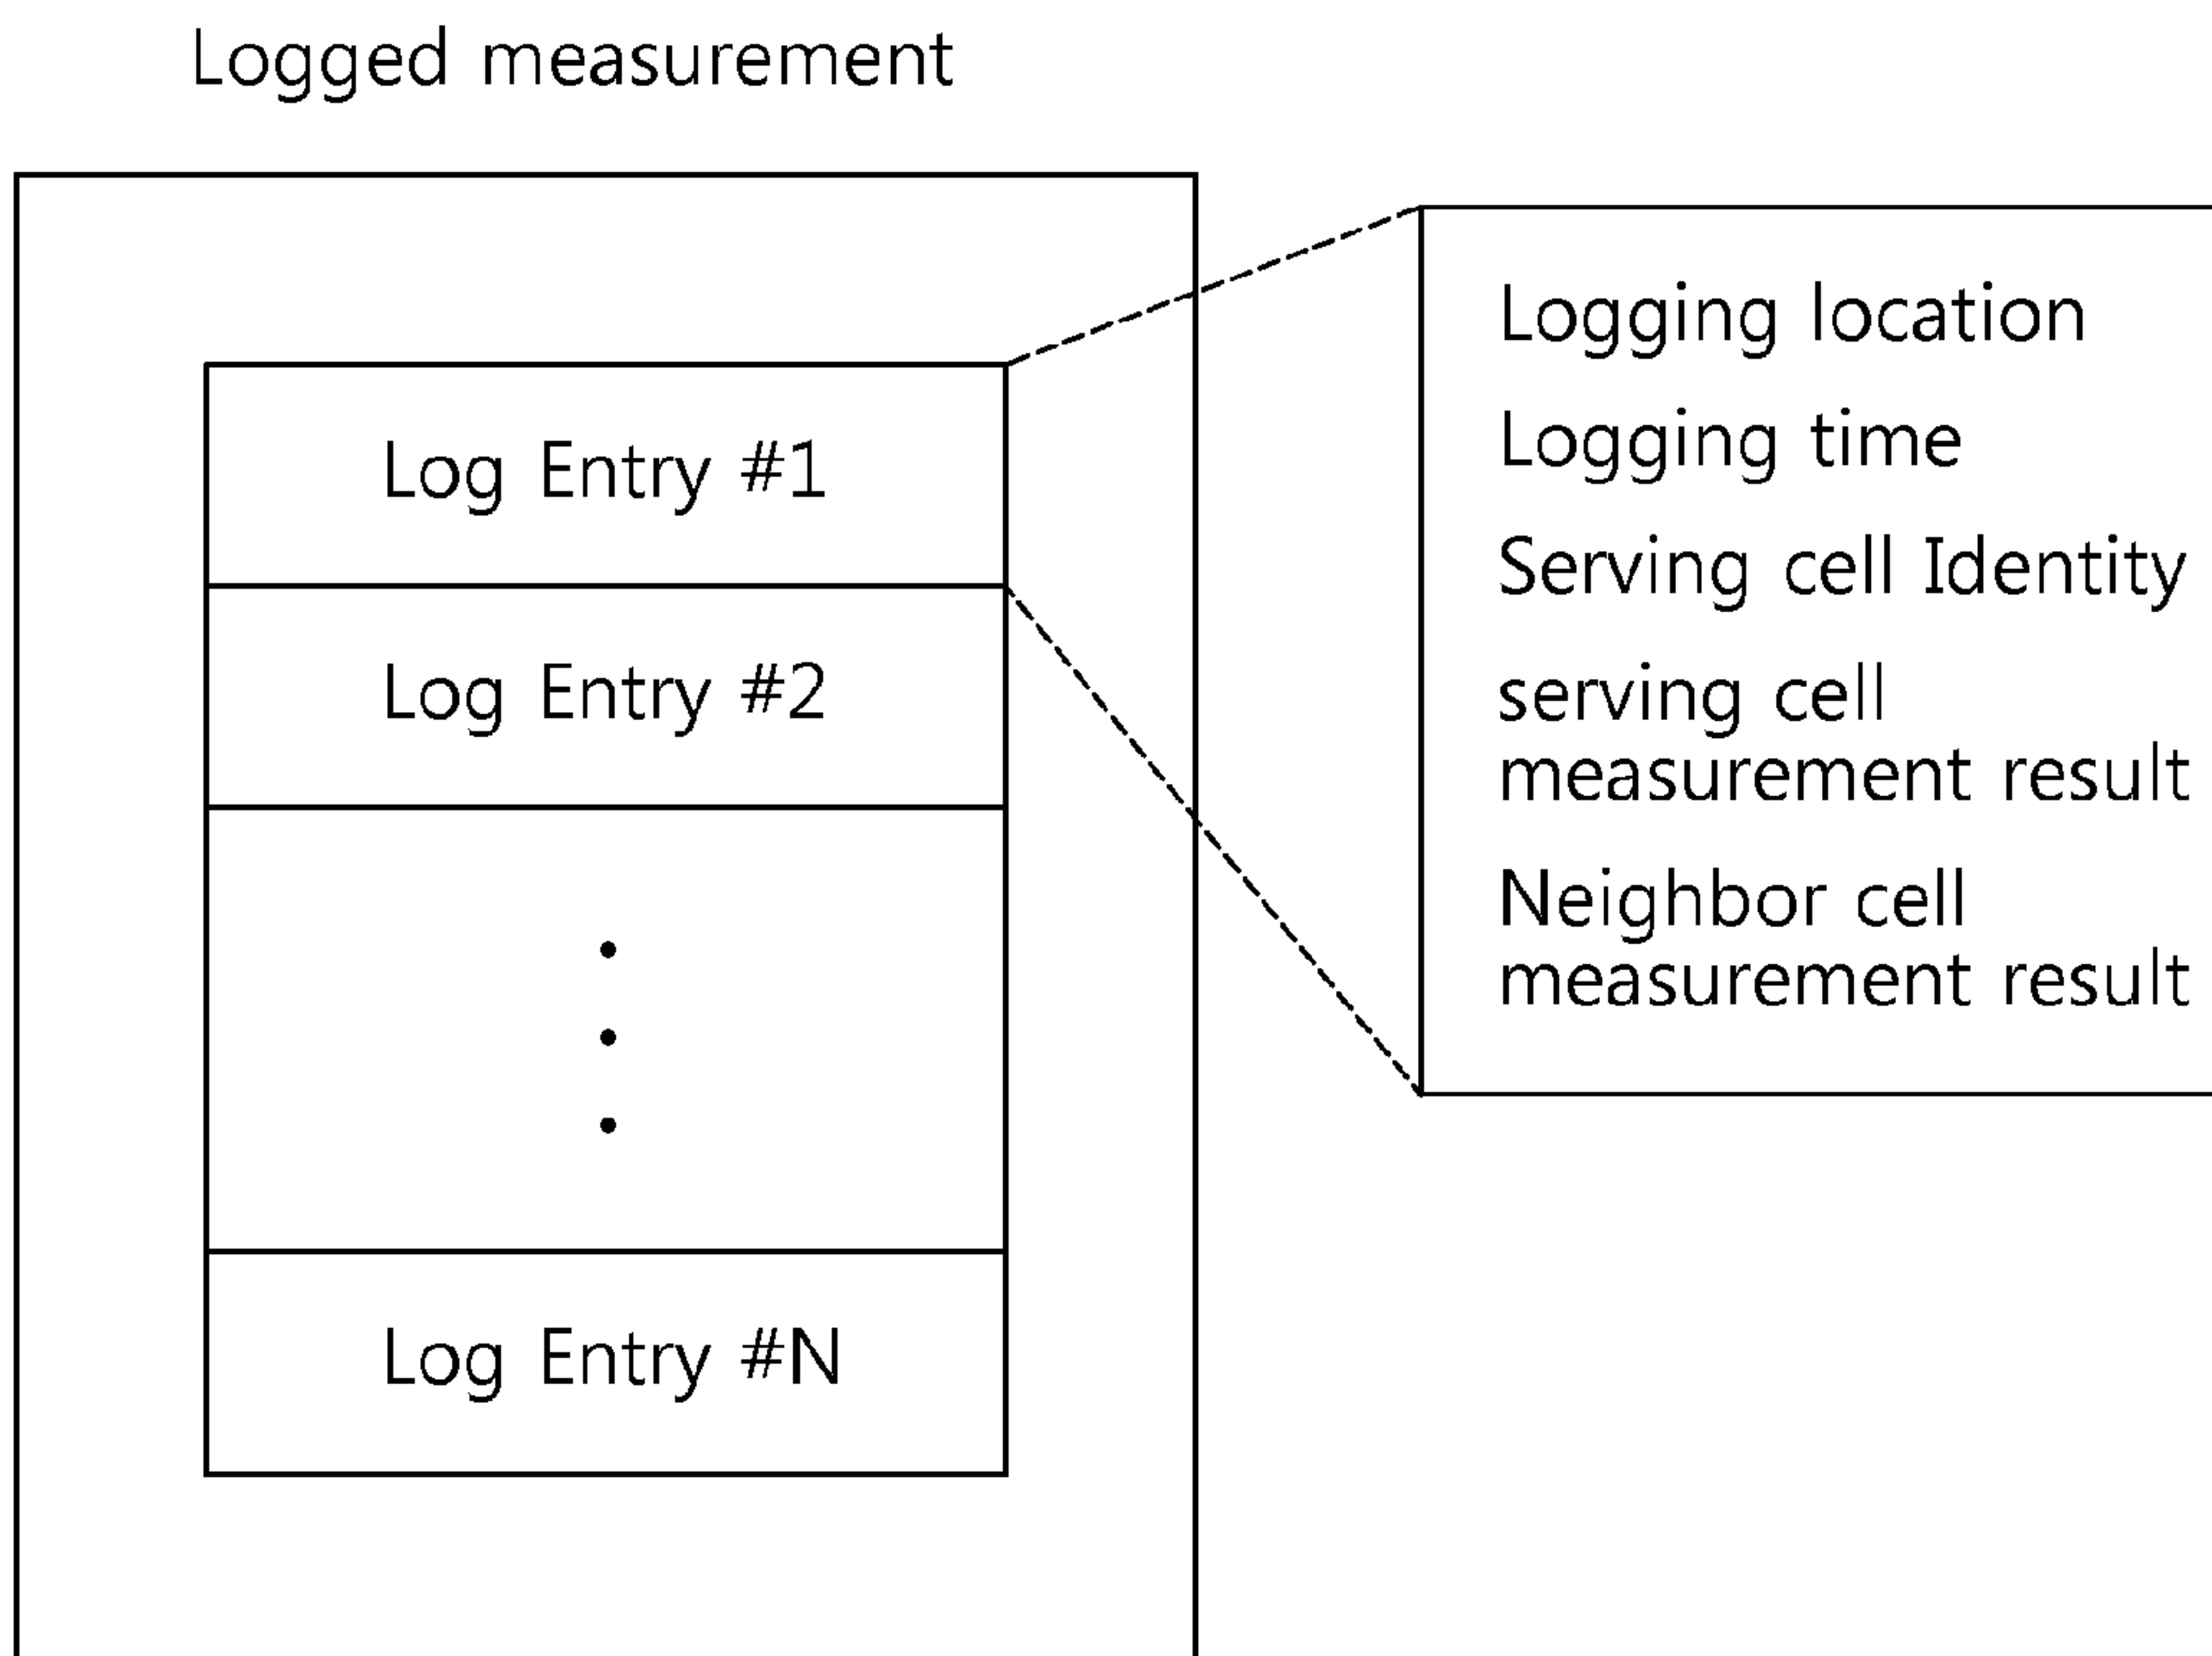 Logged measurement
Log Entry #1
Log Entry #2
Log Entry #N
Logging location
Logging time
Serving cell Identity
serving cell
measurement result
Neighbor cell
measurement result